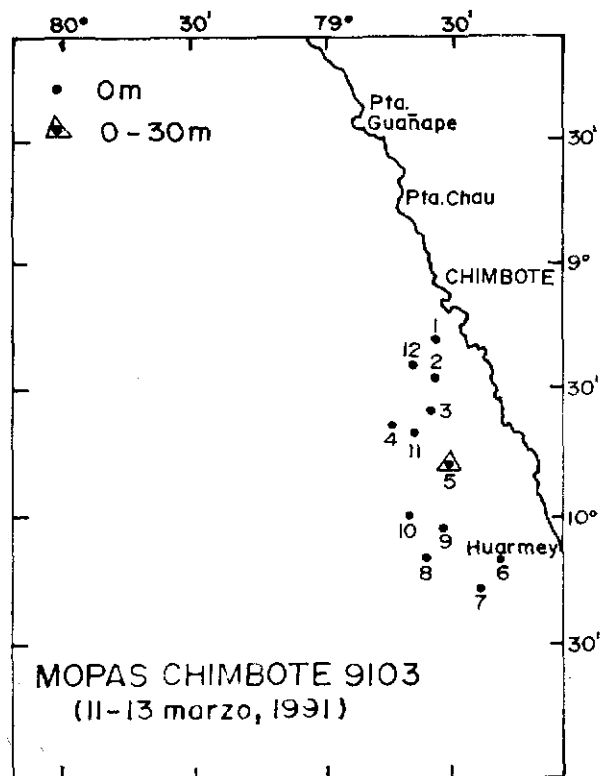 80° 30' 79° 30'
• 0m
0-30m
Pta.
Guañape
30'
Pta. Chau
9°
CHIMBOTE
1
12
2
30'
3
4
11
5
10
10°
9
Huarmey
8
6
7
30'
MOPAS CHIMBOTE 9103
(11-13 marzo, 1991)